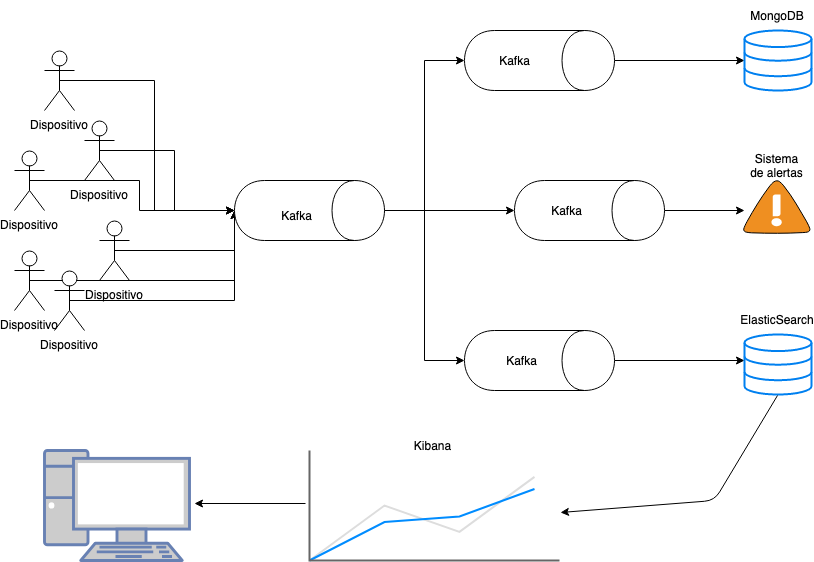 MongoDB
Kafka
Dispositivo
Sistema
de alertas
Dispositivo
Kafka
Kafka
Dispositivo
Dispositivo
ElasticSearch
Dispositivo
Dispositivo
Kafka
Kibana